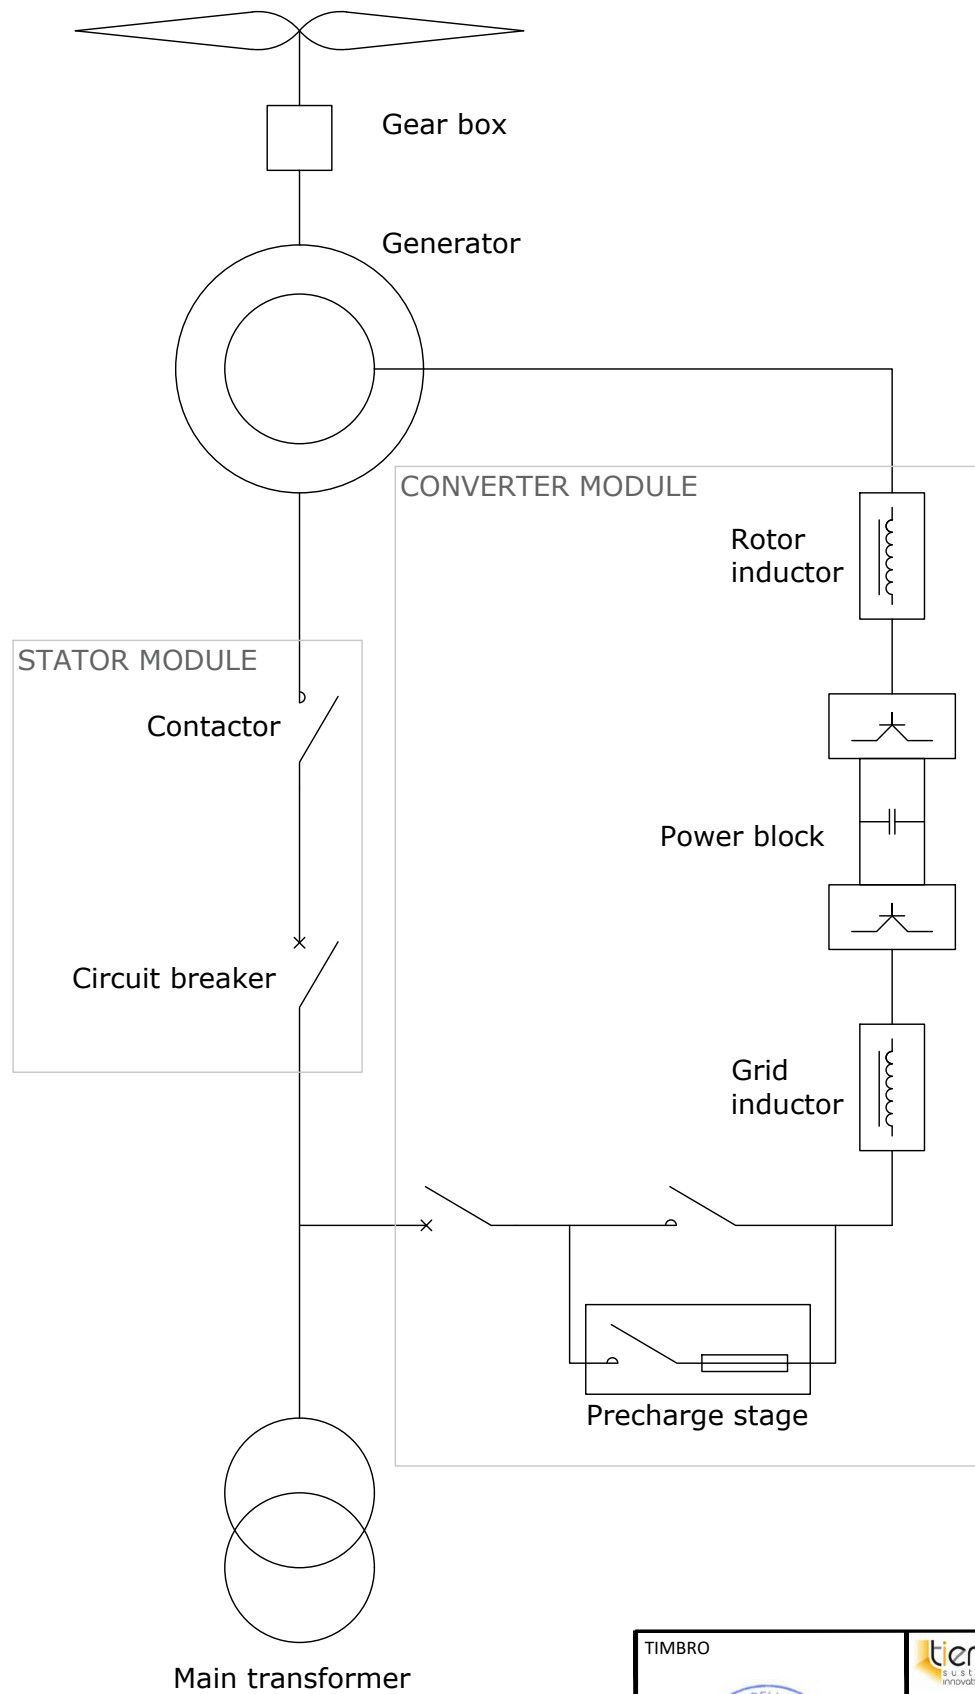 Gear box
Generator
CONVERTER MODULE
Rotor
inductor
STATOR MODULE
Contactor
Power block
Circuit breaker
Grid
inductor
Precharge stage
Main transformer
TIMBRO